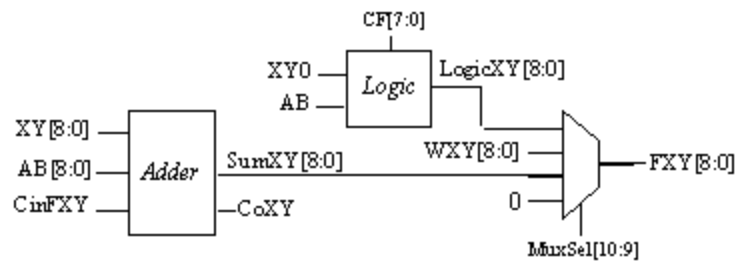 CF[7:0]
XY0
Logic
LogicXY[8:0]
AB
XY[8:0]
WXY[8:0]
FXY[8:0]
AB[8:0]
Adder
SumXY[8:0]
CinFXY
CoXY
0
MuxSel[10:9]